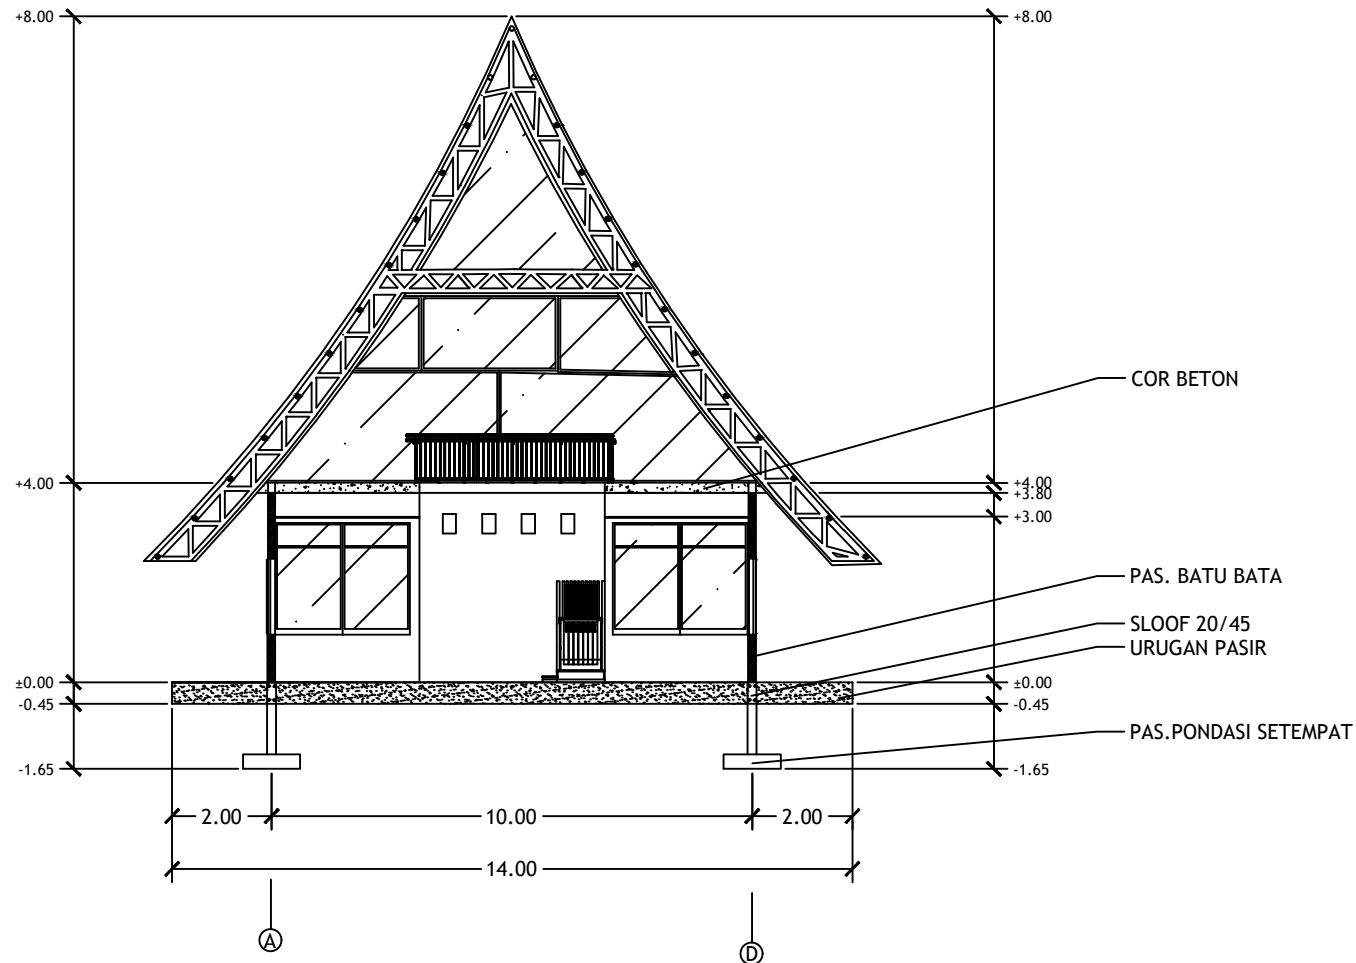 +8.00
+8.00
COR BETON
+4.00
+4.00
+3.80
+3.00
PAS. BATU BATA
SLOOF 20/45
URUGAN PASIR
±0.00
±0.00
-0.45
-0.45
PAS.PONDASI SETEMPAT
-1.65
-1.65
2.00
10.00
2.00
14.00
A
D